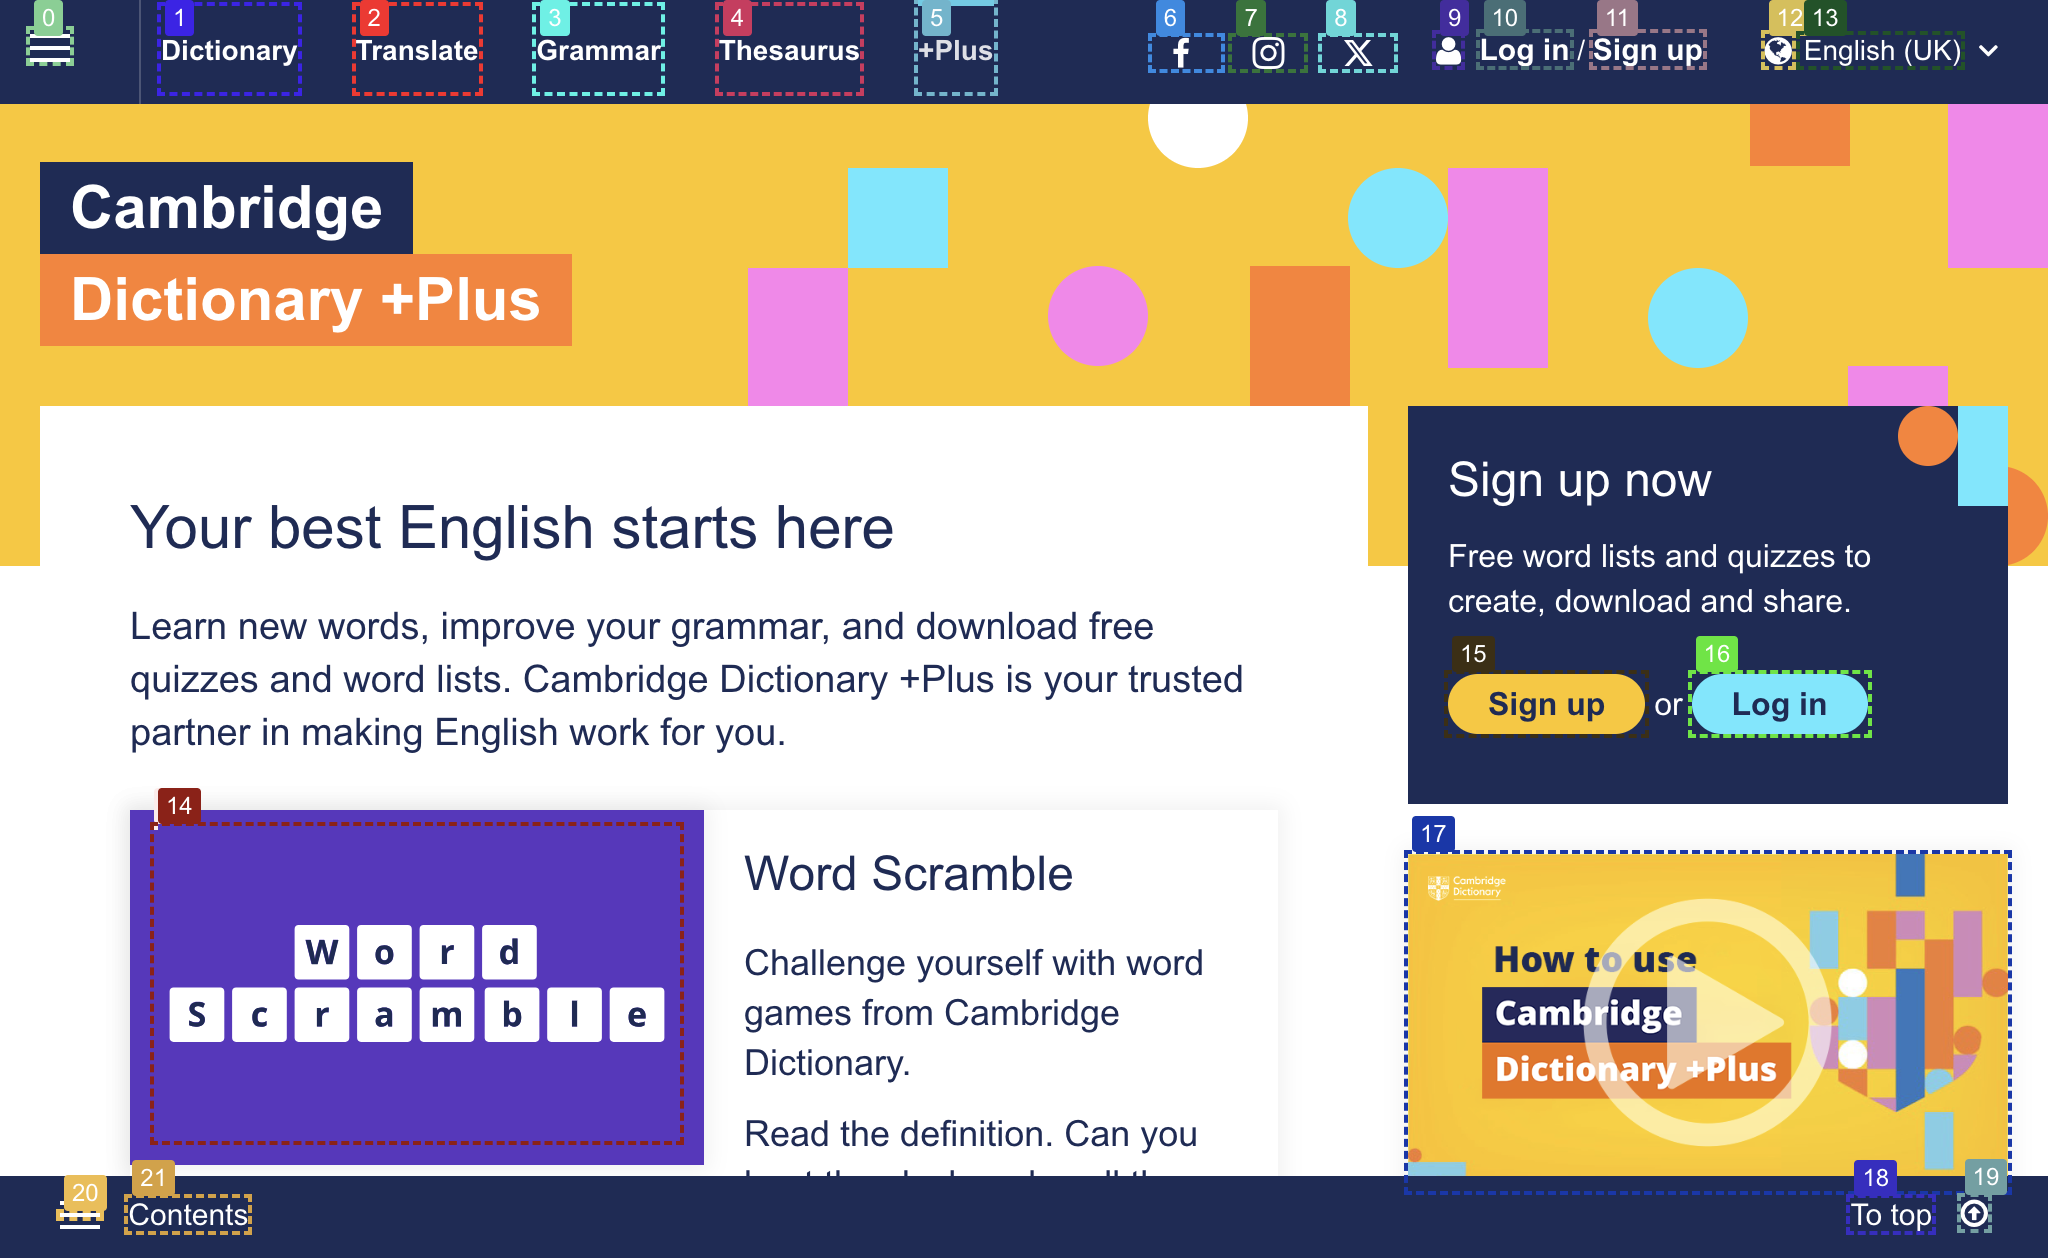 0 1 2 3 4 5 6 7 8 9 10 11 12 13
Dictionary Translate Grammar Thesaurus +Plus Log in / Sign up English (UK)
Cambridge
Dictionary +Plus
Your best English starts here
Learn new words, improve your grammar, and download free
quizzes and word lists. Cambridge Dictionary +Plus is your trusted
partner in making English work for you.
14
Word
Scramble
Word Scramble
Challenge yourself with word
games from Cambridge
Dictionary.
Read the definition. Can you
Sign up now
Free word lists and quizzes to
create, download and share.
15 16
Sign up or Log in
17
Cambridge
Dictionary
How to use
Cambridge
Dictionary +Plus
20 21 18 19
Contents To top